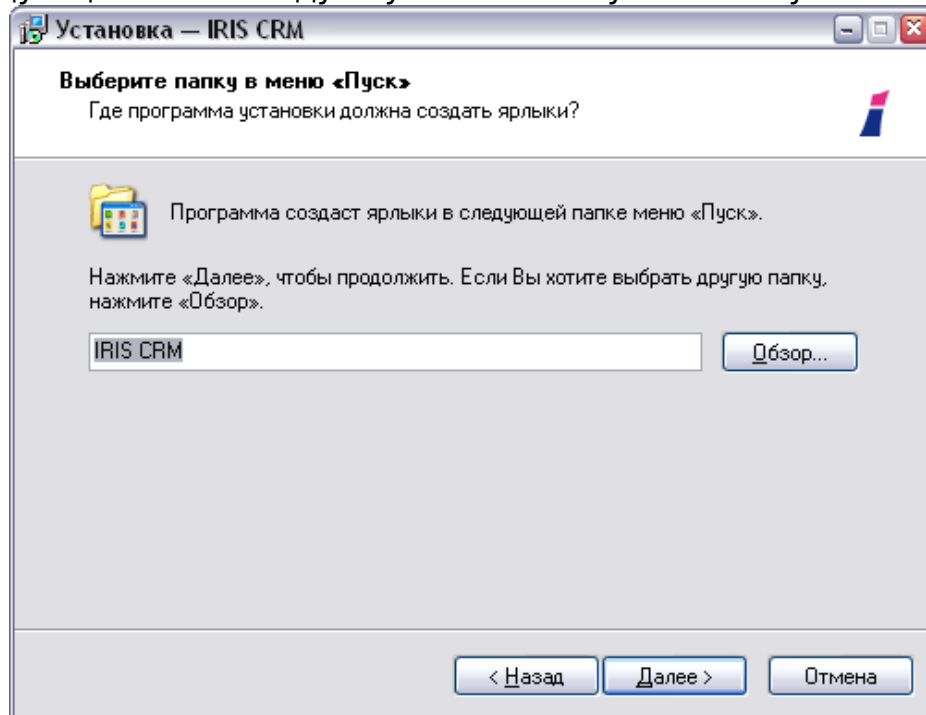 Установка — IRIS CRM
Выберите папку в меню «Пуск»
Где программа установки должна создать ярлыки?
Программа создаст ярлыки в следующей папке меню «Пуск».
Нажмите «Далее», чтобы продолжить. Если Вы хотите выбрать другую папку,
нажмите «Обзор».
IRIS CRM
Обзор...
< Назад
Далее >
Отмена